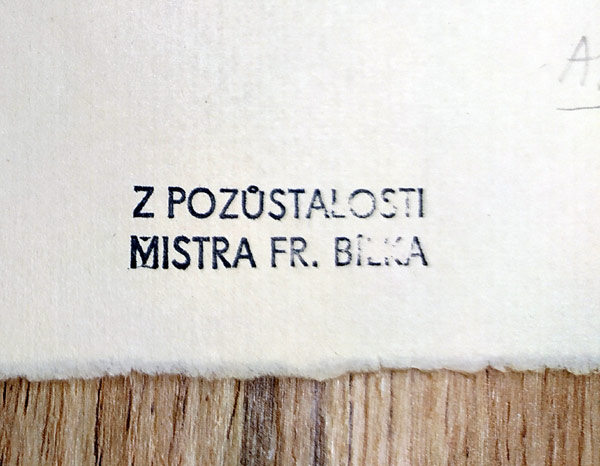 A.
Z POZŮSTALOSTI
MISTRA FR. BÍLKA